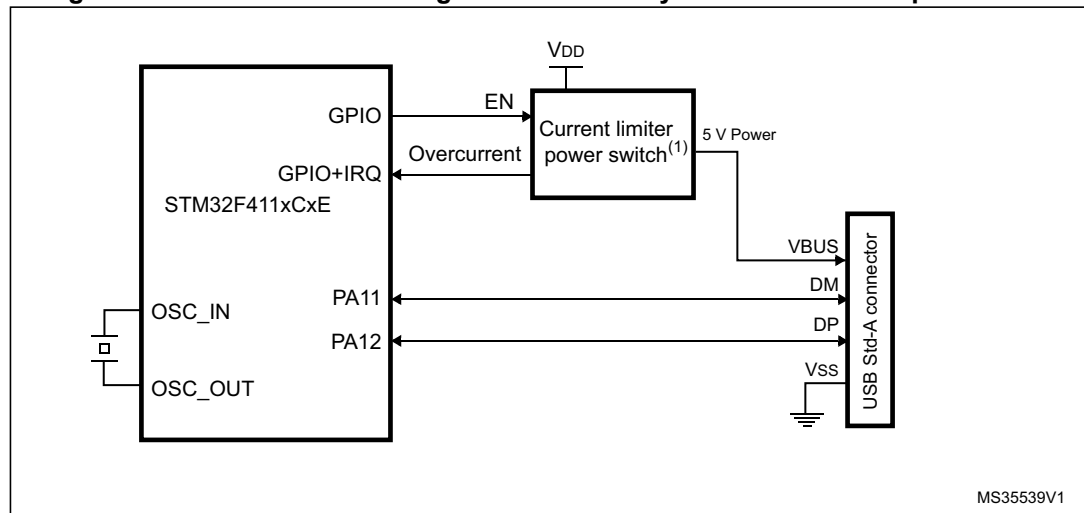 VDD
GPIO
EN
Current limiter
power switch(1)
5 V Power
Overcurrent
GPIO+IRQ
STM32F411xCxE
VBUS
DM
PA11
OSC_IN
DP
PA12
VSS
OSC_OUT
USB Std-A connector
MS35539V1